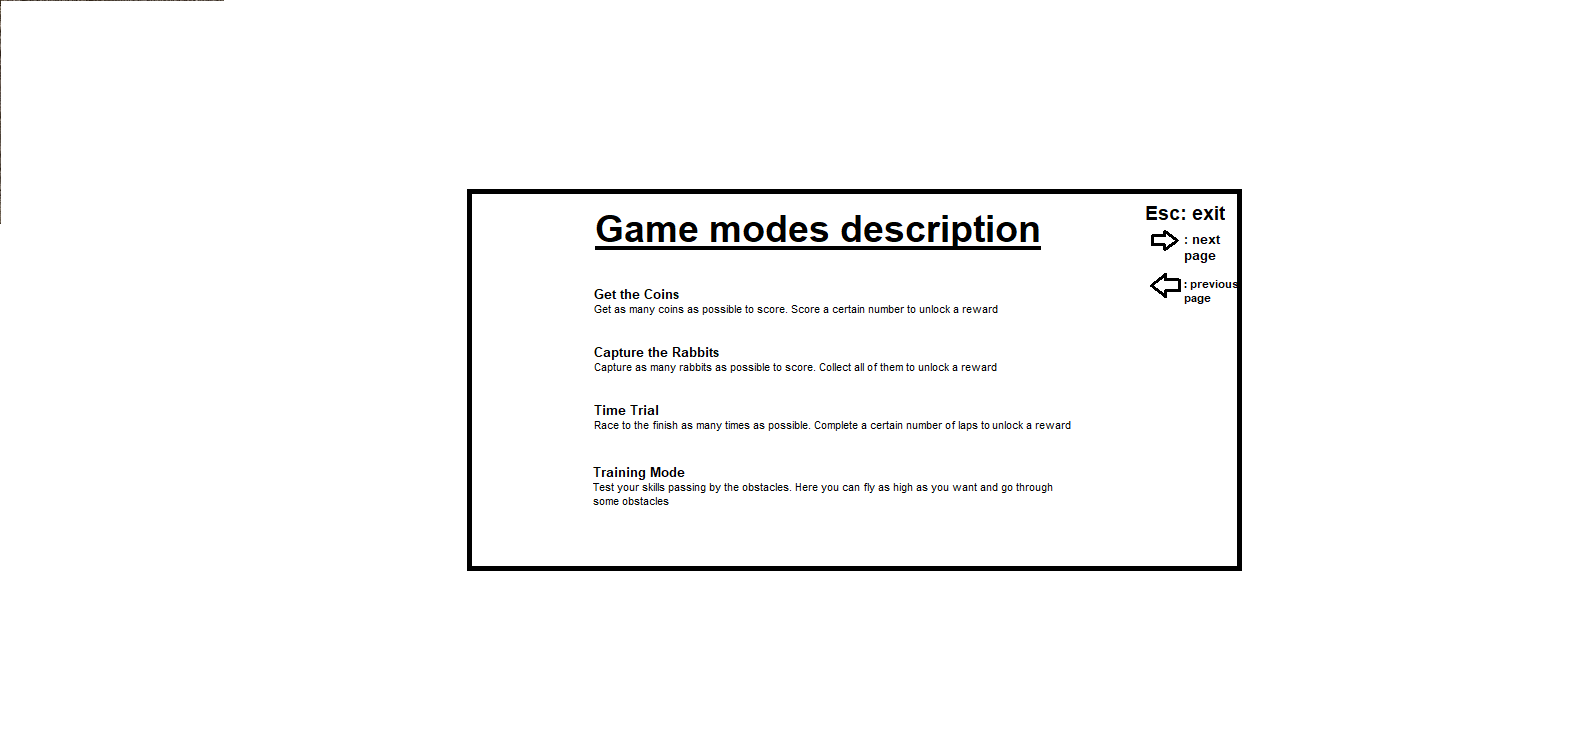 Game modes description
Esc: exit
: next
page
: previous
page
Get the Coins
Get as many coins as possible to score. Score a certain number to unlock a reward
Capture the Rabbits
Capture as many rabbits as possible to score. Collect all of them to unlock a reward
Time Trial
Race to the finish as many times as possible. Complete a certain number of laps to unlock a reward
Training Mode
Test your skills passing by the obstacles. Here you can fly as high as you want and go through
some obstacles